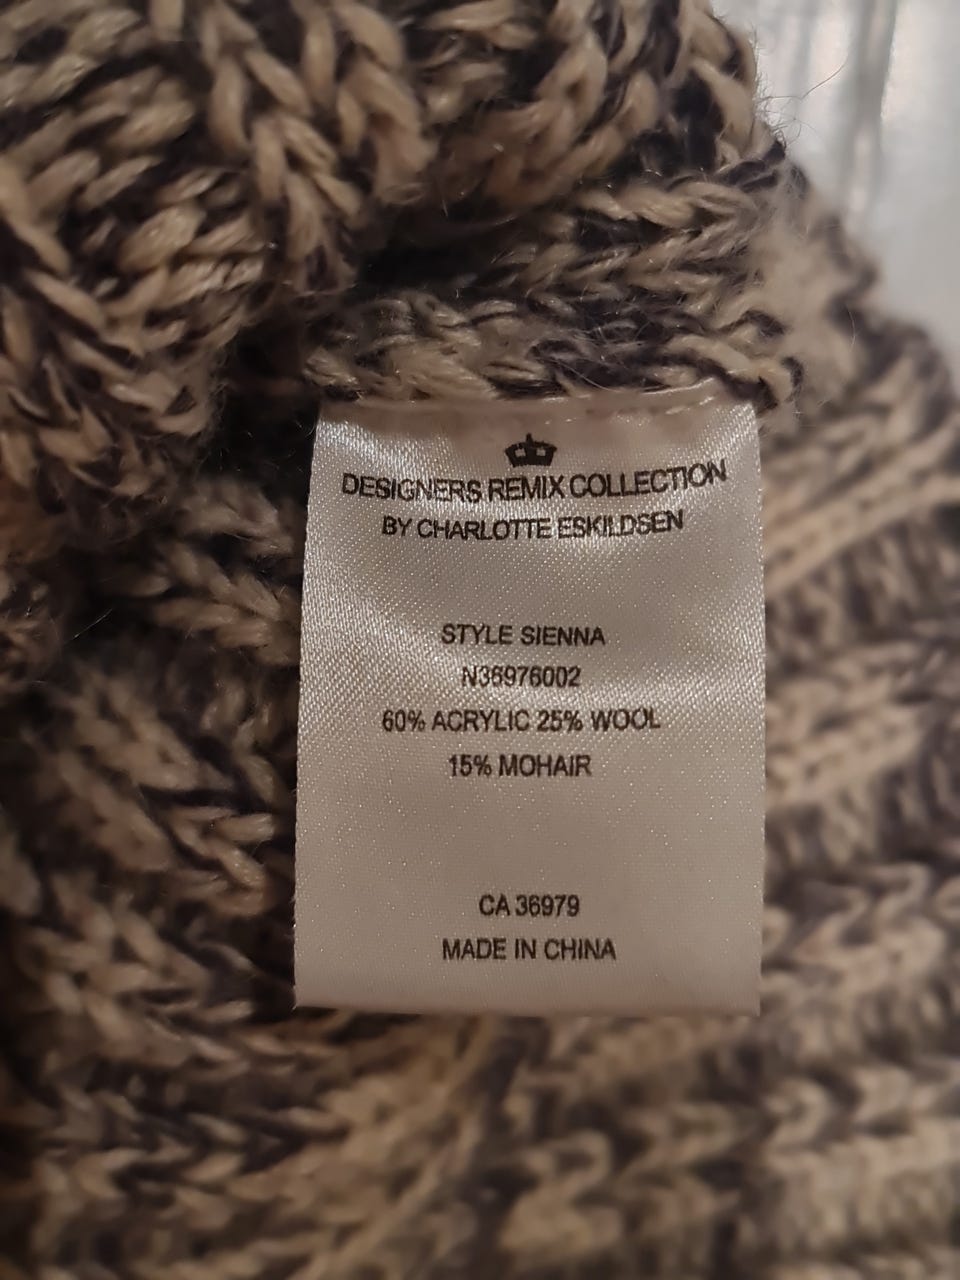 DESIGNERS REMIX COLLECTION
BY CHARLOTTE ESKILDSEN
STYLE SIENNA
N36976002
60% ACRYLIC 25% WOOL
15% MOHAIR
CA 36979
MADE IN CHINA